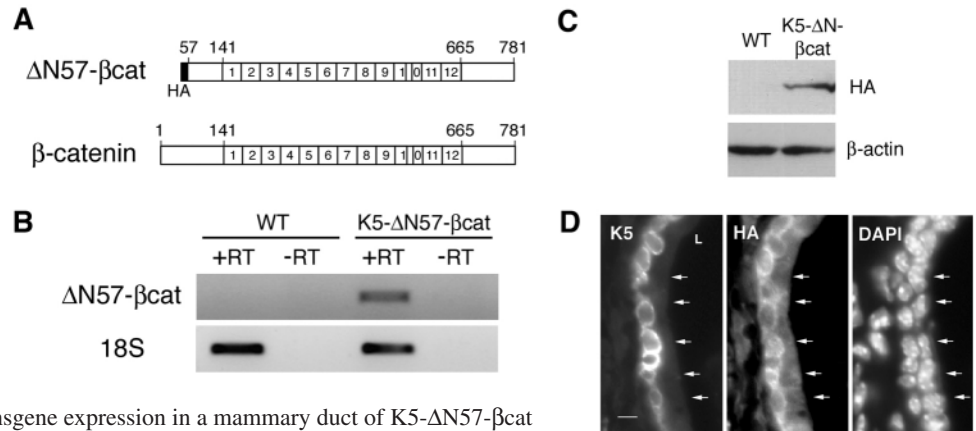 A
57 141 665 781
ΔN57-βcat 1 2 3 4 5 6 7 8 9 1 0 11 12
HA
1 141 665 781
β-catenin 1 2 3 4 5 6 7 8 9 1 0 11 12
B
WT K5-ΔN57-βcat
+RT -RT +RT -RT
ΔN57-βcat
18S
C
WT K5-ΔN-
βcat
HA
β-actin
D
K5 L HA DAPI
nsgene expression in a mammary duct of K5-ΔN57-βcat